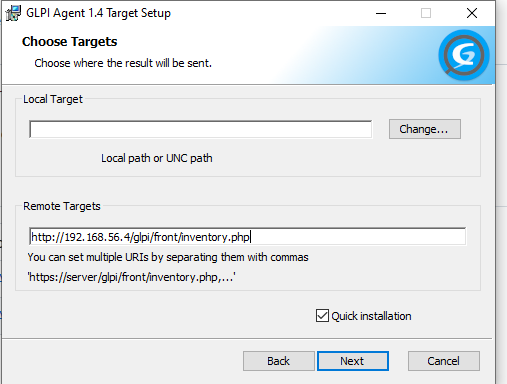 GLPI Agent 1.4 Target Setup
Choose Targets
Choose where the result will be sent.
Local Target
Change...
Local path or UNC path
Remote Targets
http://192.168.56.4/glpi/front/inventory.php
You can set multiple URIs by separating them with commas
'https://server/glpi/front/inventory.php,...'
Quick installation
Back Next Cancel